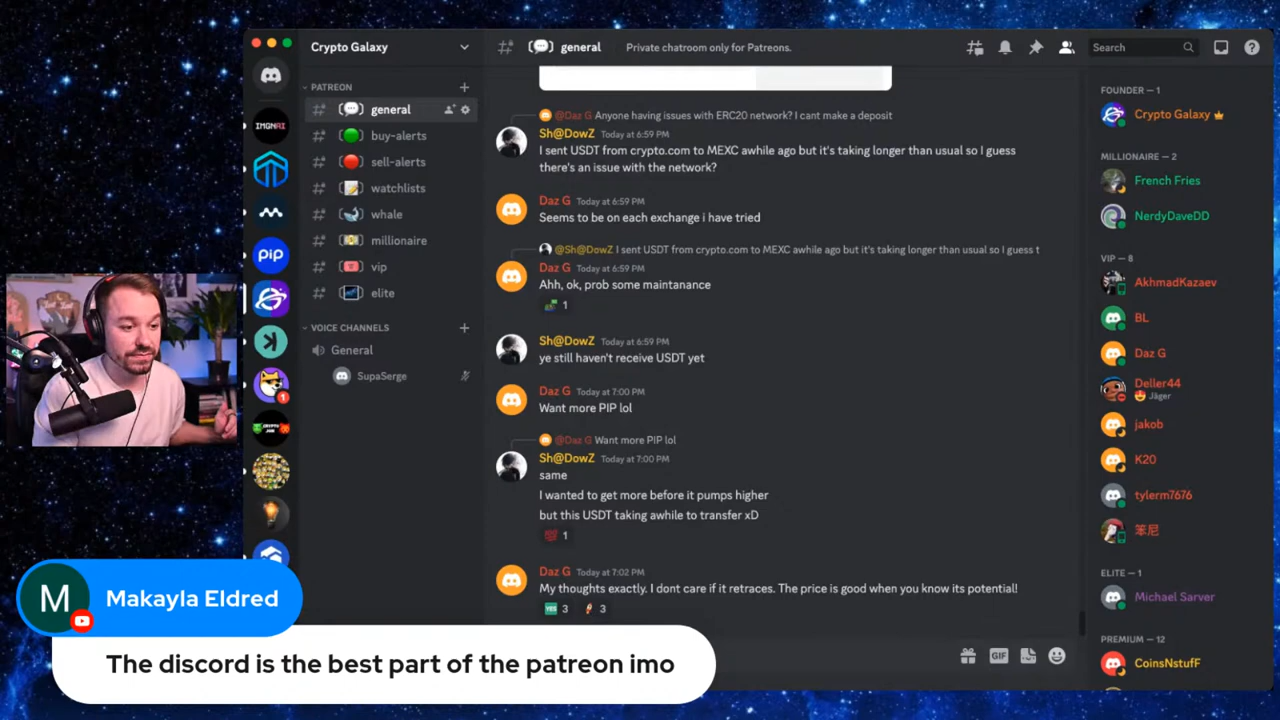 Crypto Galaxy
general
Private chatroom only for Patreons.
Search
PATREON
general
buy-alerts
sell-alerts
watchlists
whale
millionaire
vip
elite
VOICE CHANNELS
General
SupaSerge
IMGNAI
PIP
1
@Daz G Anyone having issues with ERC20 network? I cant make a deposit
Sh@DowZ Today at 6:59 PM
I sent USDT from crypto.com to MEXC awhile ago but it's taking longer than usual so I guess
there's an issue with the network?
Daz G Today at 6:59 PM
Seems to be on each exchange i have tried
@Sh@DowZ I sent USDT from crypto.com to MEXC awhile ago but it's taking longer than usual so I guess t
Daz G Today at 6:59 PM
Ahh, ok, prob some maintanance
1
Sh@DowZ Today at 6:59 PM
ye still haven't receive USDT yet
Daz G Today at 7:00 PM
Want more PIP lol
@Daz G Want more PIP lol
Sh@DowZ Today at 7:00 PM
same
I wanted to get more before it pumps higher
but this USDT taking awhile to transfer xD
1
Daz G Today at 7:02 PM
My thoughts exactly. I dont care if it retraces. The price is good when you know its potential!
YES 3 3
GIF
FOUNDER — 1
Crypto Galaxy
MILLIONAIRE — 2
French Fries
NerdyDaveDD
VIP — 8
AkhmadKazaev
BL
Daz G
Deller44
Jäger
jakob
K20
tylerm7676
笨尼
ELITE — 1
Michael Sarver
PREMIUM — 12
CoinsNstufF
M
Makayla Eldred
The discord is the best part of the patreon imo